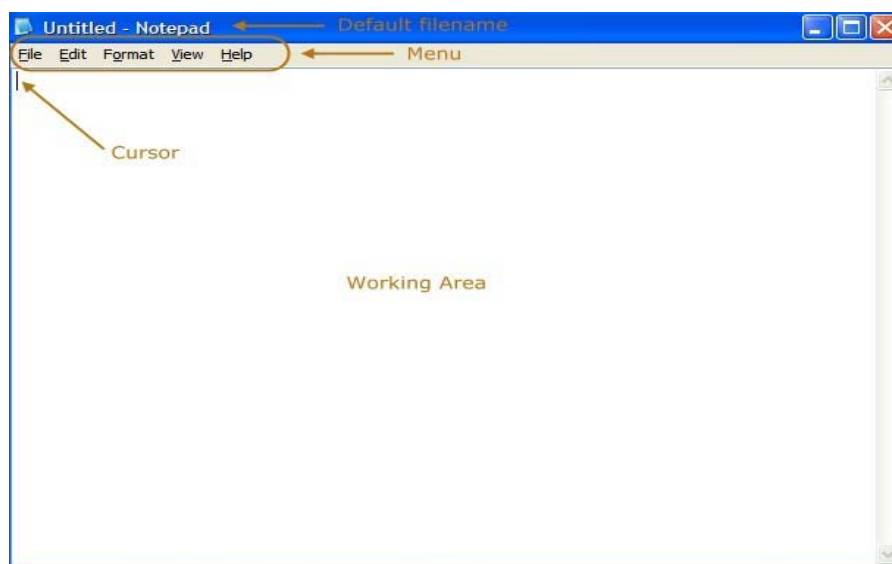 Untitled - Notepad Default filename
File Edit Format View Help Menu
Cursor
Working Area